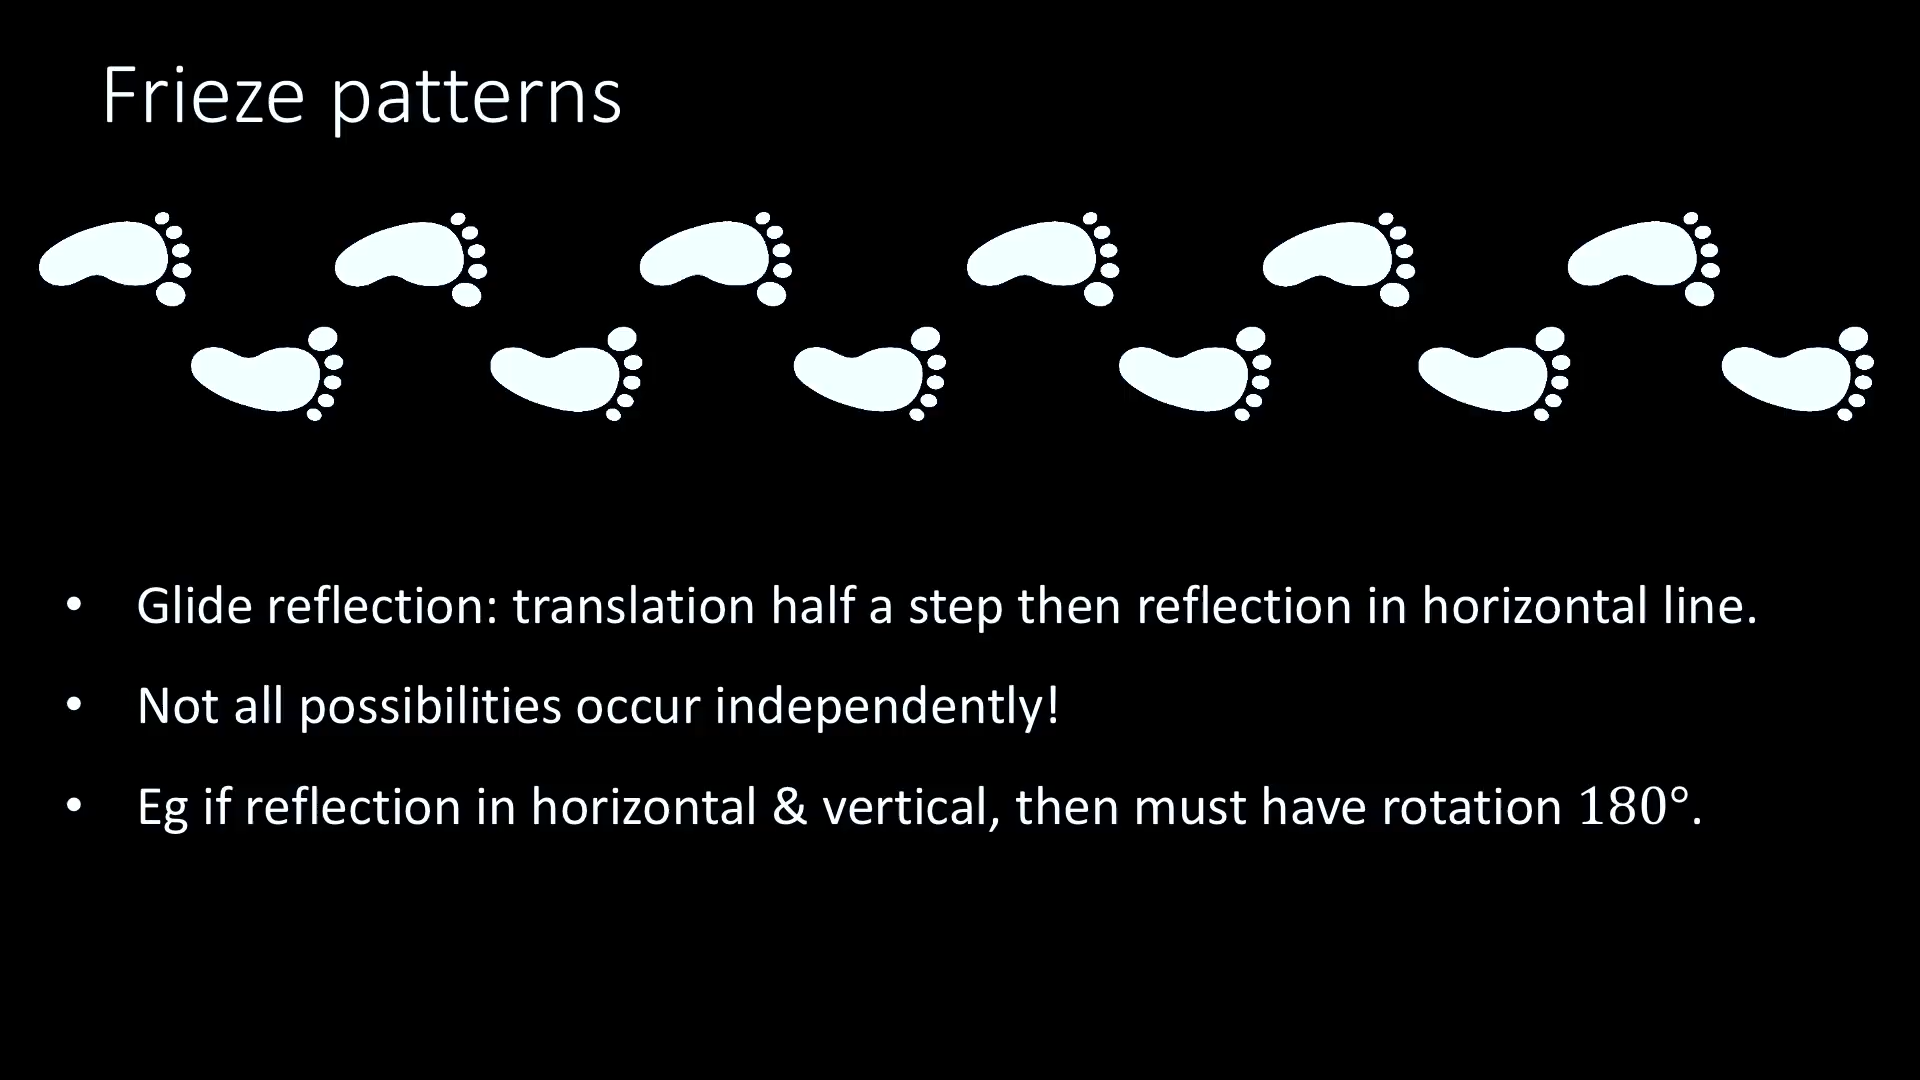 Frieze patterns
• Glide reflection: translation half a step then reflection in horizontal line.
• Not all possibilities occur independently!
• Eg if reflection in horizontal & vertical, then must have rotation 180°.